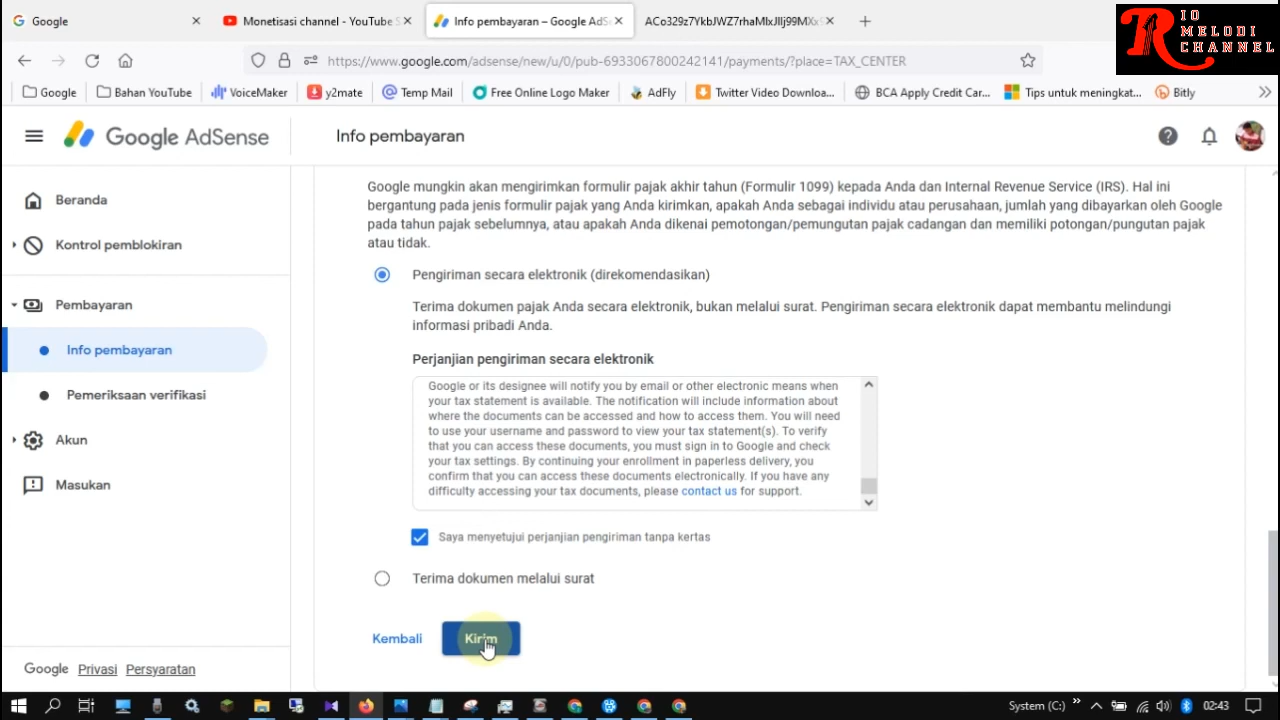 Google
Monetisasi channel - YouTube S
Info pembayaran – Google AdS
RIO
MELODI
CHANNEL
https://www.google.com/adsense/new/u/0/pub-6933067800242141/payments/?place=TAX_CENTER
Google
Bahan YouTube
VoiceMaker
y2mate
Temp Mail
Free Online Logo Maker
AdFly
Twitter Video Downloa...
BCA Apply Credit Car...
Tips untuk meningkat...
Bitly
Google AdSense
Info pembayaran
Beranda
Kontrol pemblokiran
Pembayaran
Info pembayaran
Pemeriksaan verifikasi
Akun
Masukan
Google Privasi Persyaratan
Google mungkin akan mengirimkan formulir pajak akhir tahun (Formulir 1099) kepada Anda dan Internal Revenue Service (IRS). Hal ini
bergantung pada jenis formulir pajak yang Anda kirimkan, apakah Anda sebagai individu atau perusahaan, jumlah yang dibayarkan oleh Google
pada tahun pajak sebelumnya, atau apakah Anda dikenai pemotongan/pemungutan pajak cadangan dan memiliki potongan/pungutan pajak
atau tidak.
Pengiriman secara elektronik (direkomendasikan)
Terima dokumen pajak Anda secara elektronik, bukan melalui surat. Pengiriman secara elektronik dapat membantu melindungi
informasi pribadi Anda.
Perjanjian pengiriman secara elektronik
Google or its designee will notify you by email or other electronic means when
your tax statement is available. The notification will include information about
where the documents can be accessed and how to access them. You will need
to use your username and password to view your tax statement(s). To verify
that you can access these documents, you must sign in to Google and check
your tax settings. By continuing your enrollment in paperless delivery, you
confirm that you can access these documents electronically. If you have any
difficulty accessing your tax documents, please contact us for support.
Saya menyetujui perjanjian pengiriman tanpa kertas
Terima dokumen melalui surat
Kembali
Kirim
System (C:)
02:43